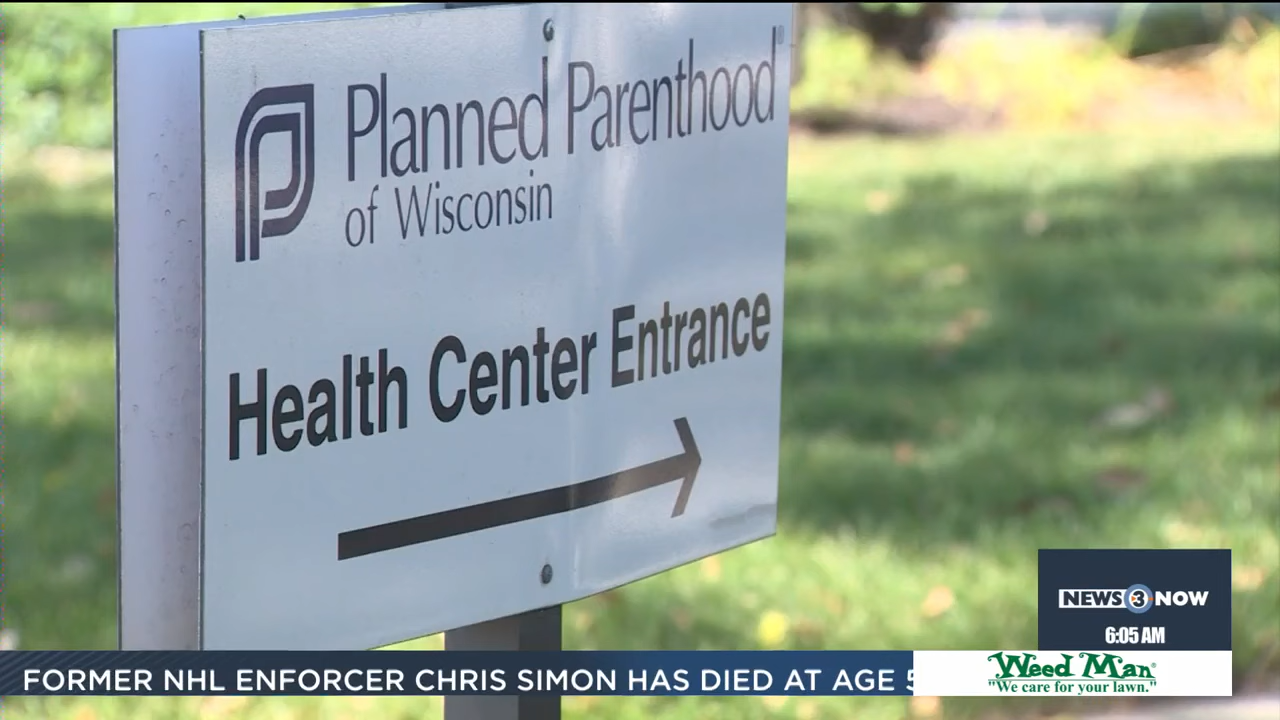 Planned Parenthood®
of Wisconsin
Health Center Entrance
NEWS 3 NOW
6:05 AM
FORMER NHL ENFORCER CHRIS SIMON HAS DIED AT AGE 5
Weed Man®
"We care for your lawn."